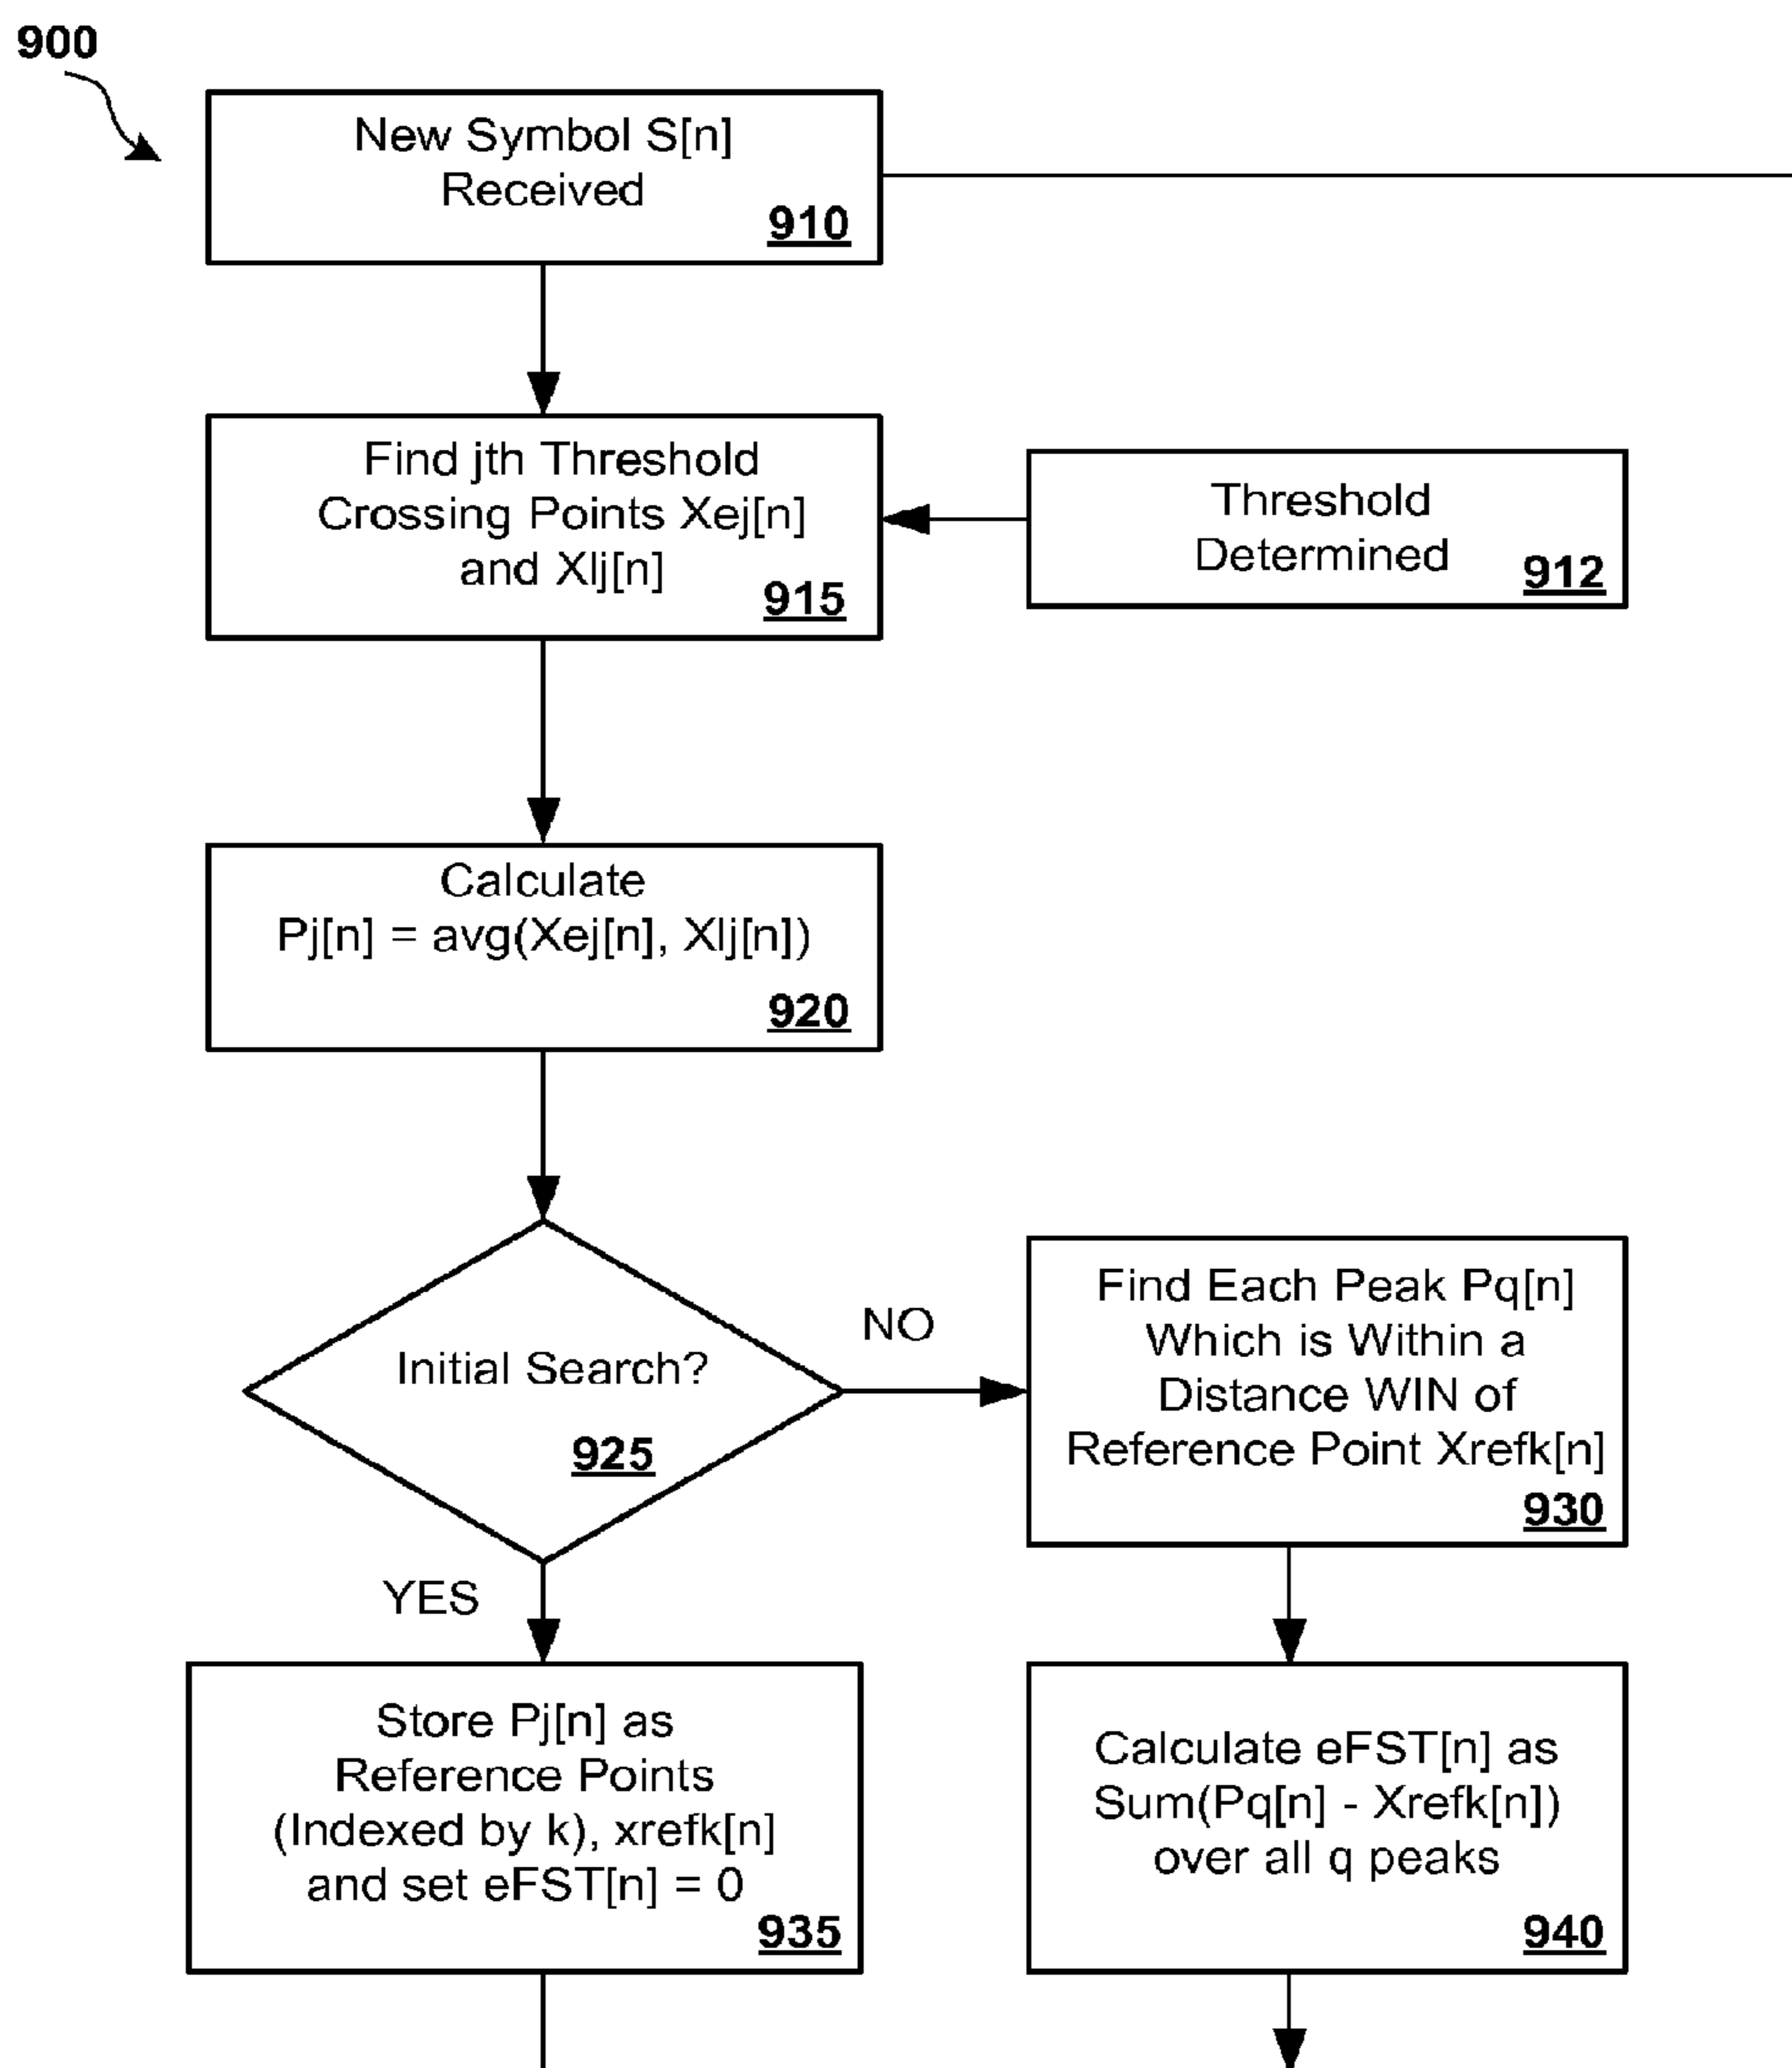 900
New Symbol S[n]
Received
910
Find jth Threshold
Crossing Points Xej[n]
and Xlj[n]
915
Threshold
Determined
912
Calculate
Pj[n] = avg(Xej[n], Xlj[n])
920
Initial Search?
925
NO
YES
Find Each Peak Pq[n]
Which is Within a
Distance WIN of
Reference Point Xrefk[n]
930
Store Pj[n] as
Reference Points
(Indexed by k), xrefk[n]
and set eFST[n] = 0
935
Calculate eFST[n] as
Sum(Pq[n] - Xrefk[n])
over all q peaks
940